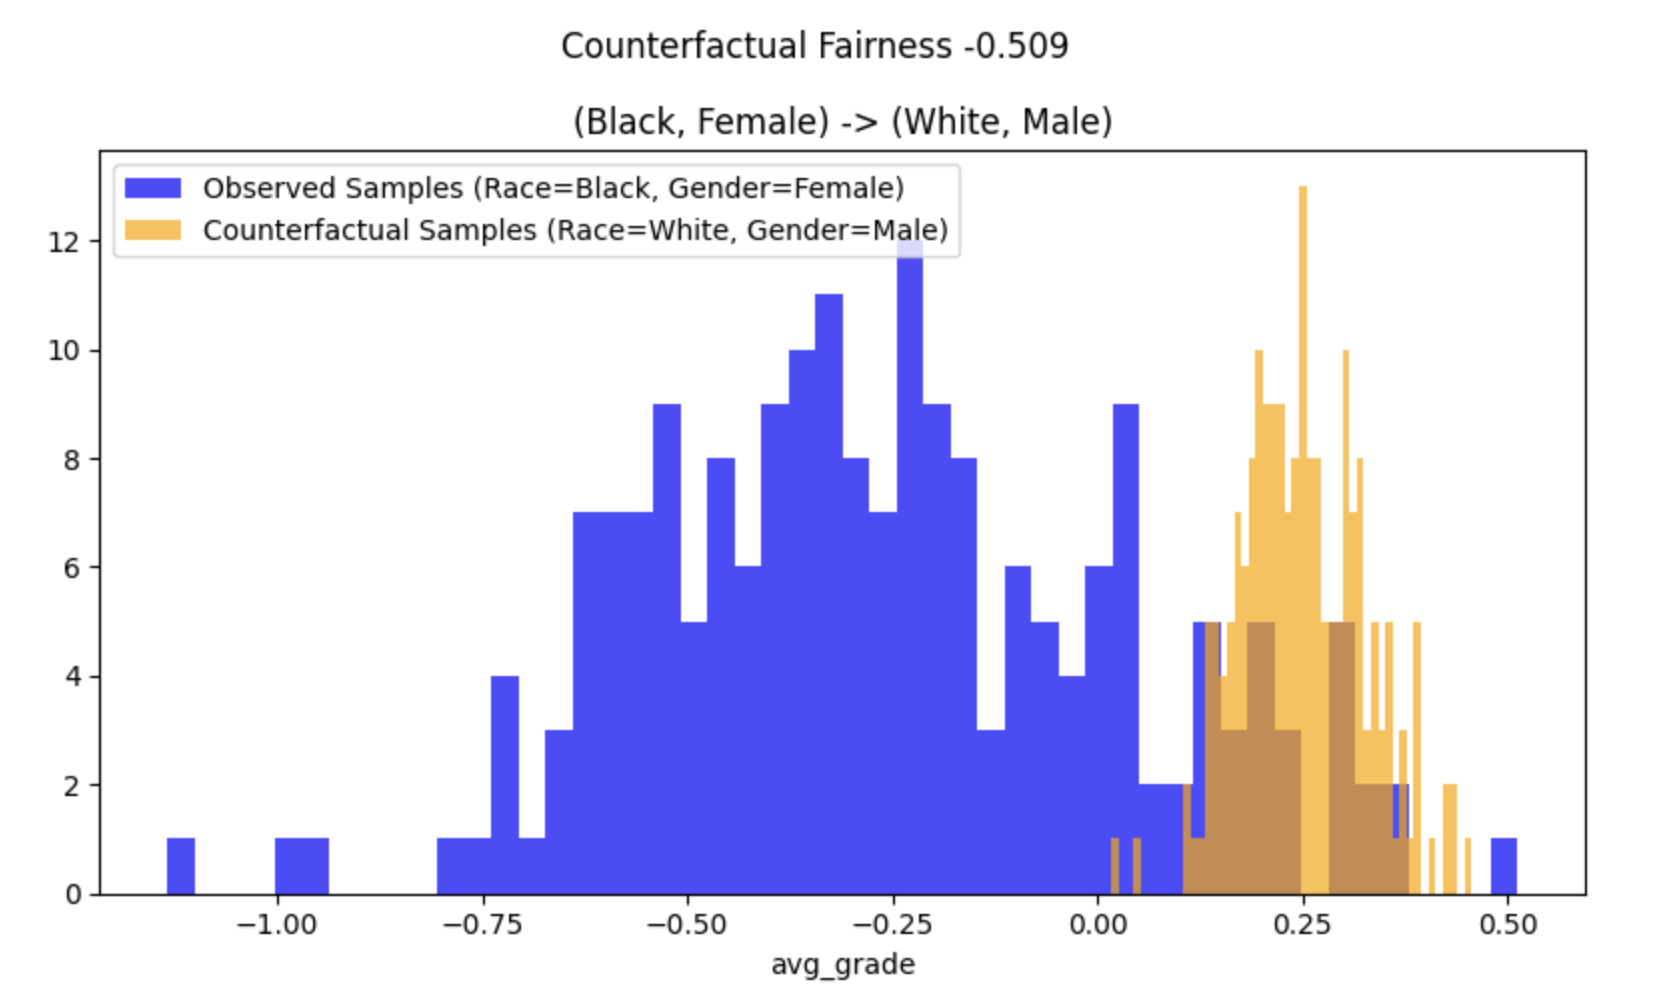 Counterfactual Fairness -0.509
(Black, Female) -> (White, Male)
Observed Samples (Race=Black, Gender=Female)
Counterfactual Samples (Race=White, Gender=Male)
12
10
8
6
4
2
0
−1.00 −0.75 −0.50 −0.25 0.00 0.25 0.50
avg_grade